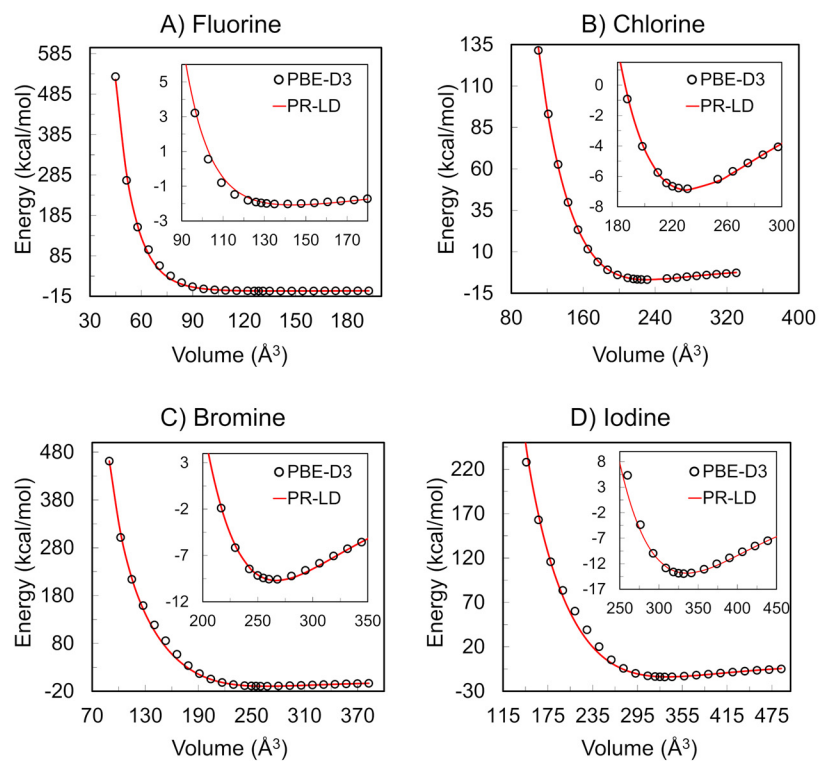 A) Fluorine
585
485
385
285
185
85
-15
30 60 90 120 150 180
Energy (kcal/mol)
Volume (Å³)
5
3
1
-1
-3
90 110 130 150 170
PBE-D3
PR-LD
B) Chlorine
135
110
85
60
35
10
-15
80 160 240 320 400
Energy (kcal/mol)
Volume (Å³)
0
-2
-4
-6
-8
180 220 260 300
PBE-D3
PR-LD
C) Bromine
480
380
280
180
80
-20
70 130 190 250 310 370
Energy (kcal/mol)
Volume (Å³)
3
-2
-7
-12
200 250 300 350
PBE-D3
PR-LD
D) Iodine
220
170
120
70
20
-30
115 175 235 295 355 415 475
Energy (kcal/mol)
Volume (Å³)
8
3
-2
-7
-12
-17
250 300 350 400 450
PBE-D3
PR-LD